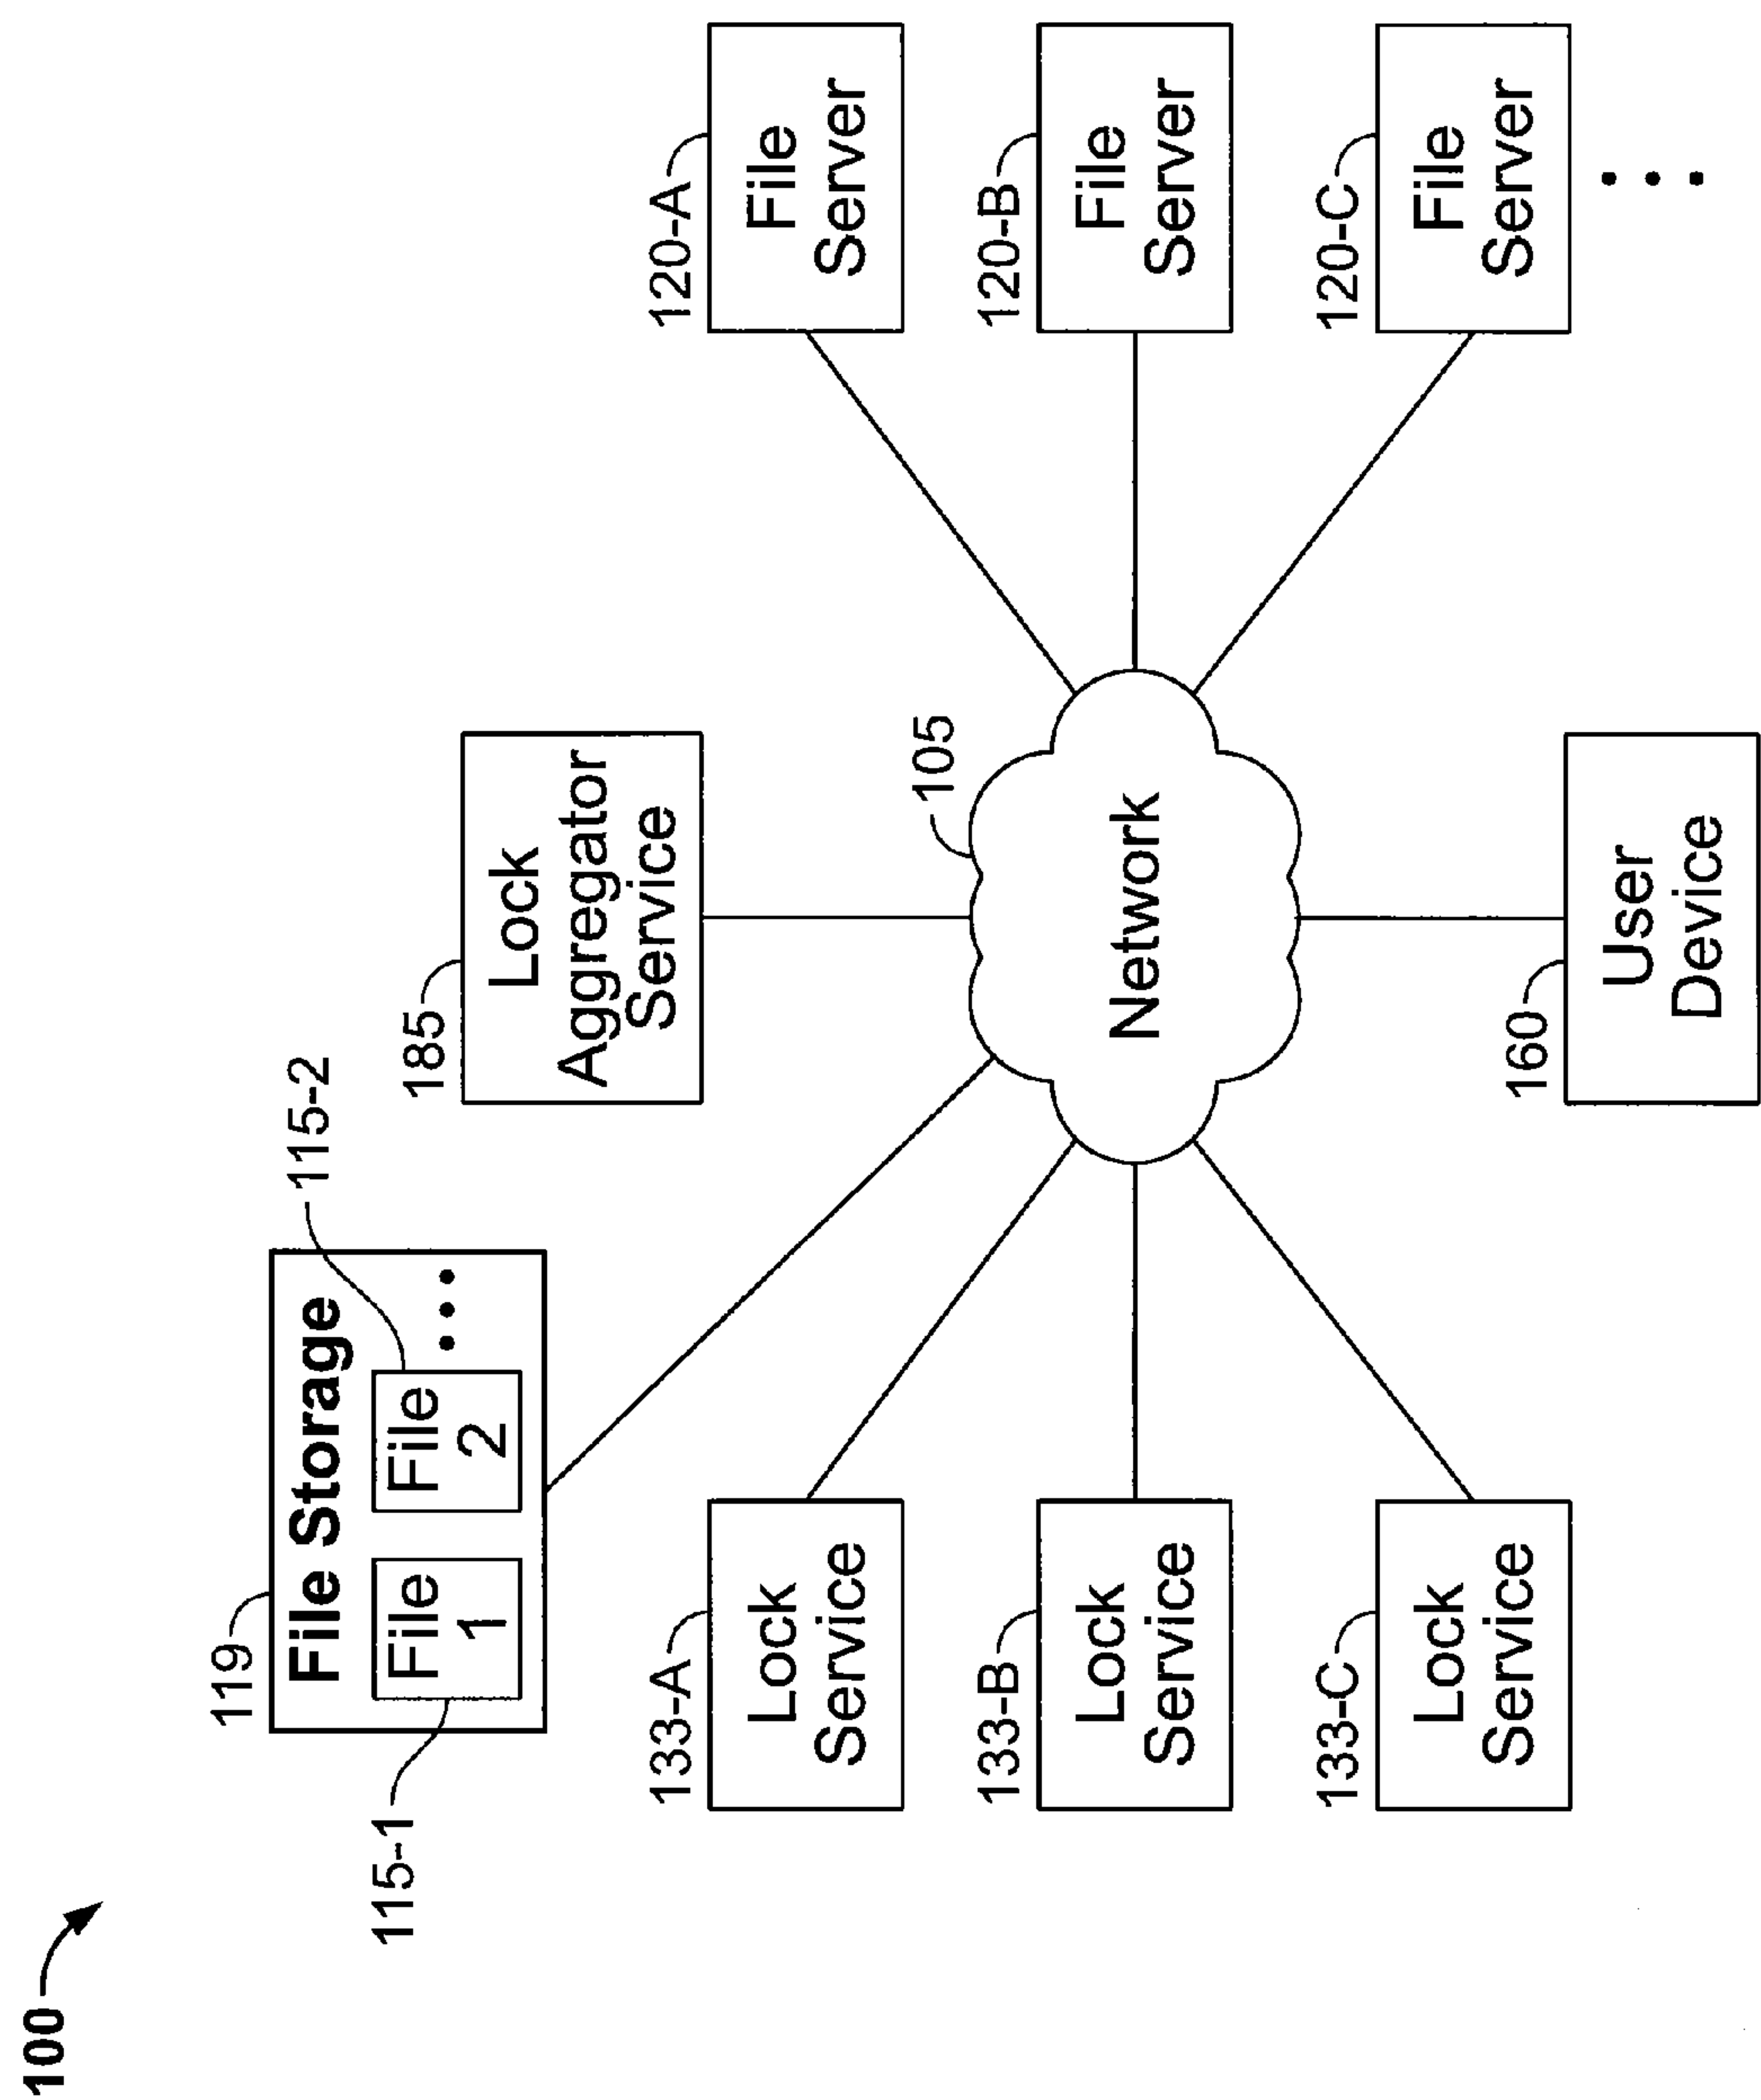 100
119
File Storage
File
1
File
2
115-1
115-2
185
Lock
Aggregator
Service
133-A
Lock
Service
120-A
File
Server
105
Network
133-B
Lock
Service
120-B
File
Server
133-C
Lock
Service
120-C
File
Server
160
User
Device